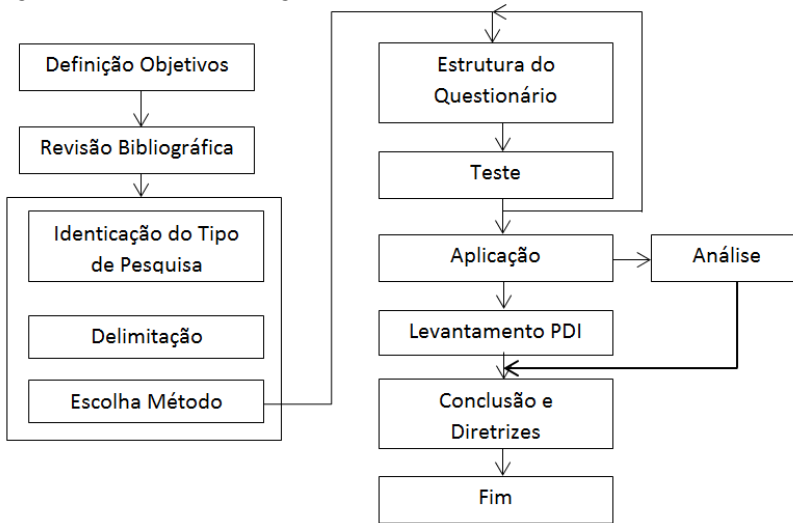 Definição Objetivos
Revisão Bibliográfica
Identicação do Tipo
de Pesquisa
Delimitação
Escolha Método
Estrutura do
Questionário
Teste
Aplicação
Análise
Levantamento PDI
Conclusão e
Diretrizes
Fim